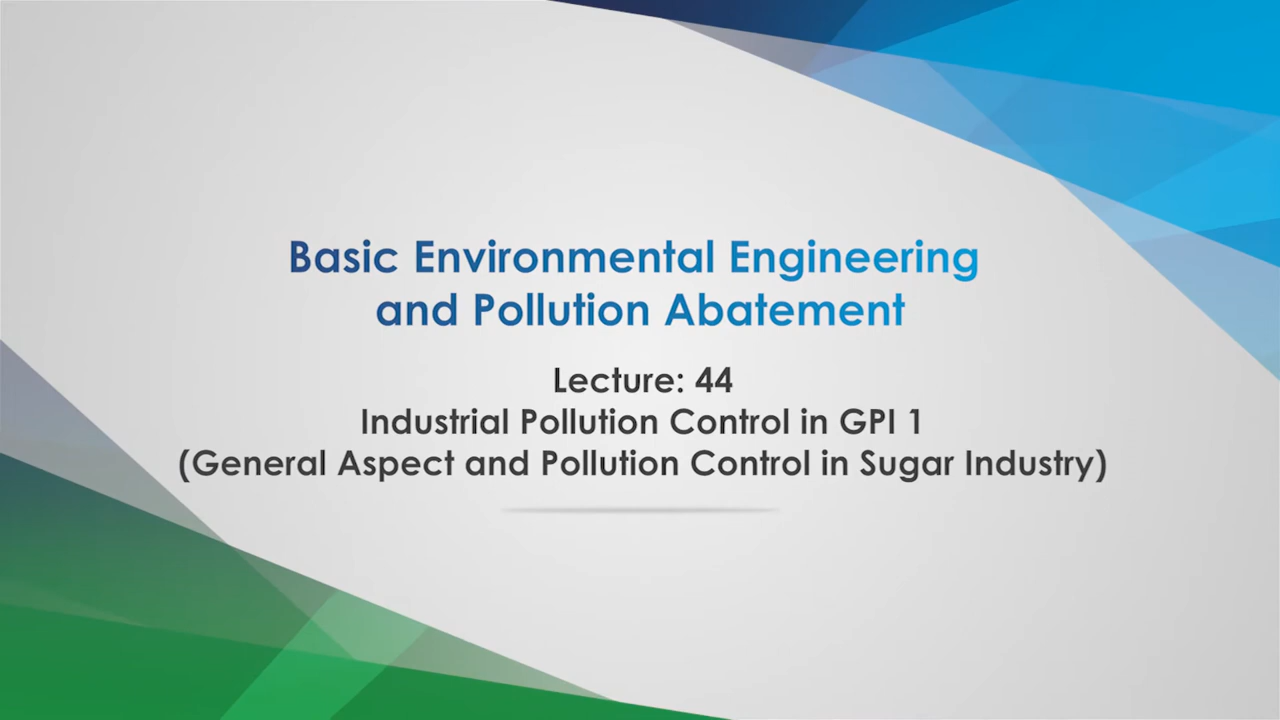 Basic Environmental Engineering
and Pollution Abatement
Lecture: 44
Industrial Pollution Control in GPI 1
(General Aspect and Pollution Control in Sugar Industry)